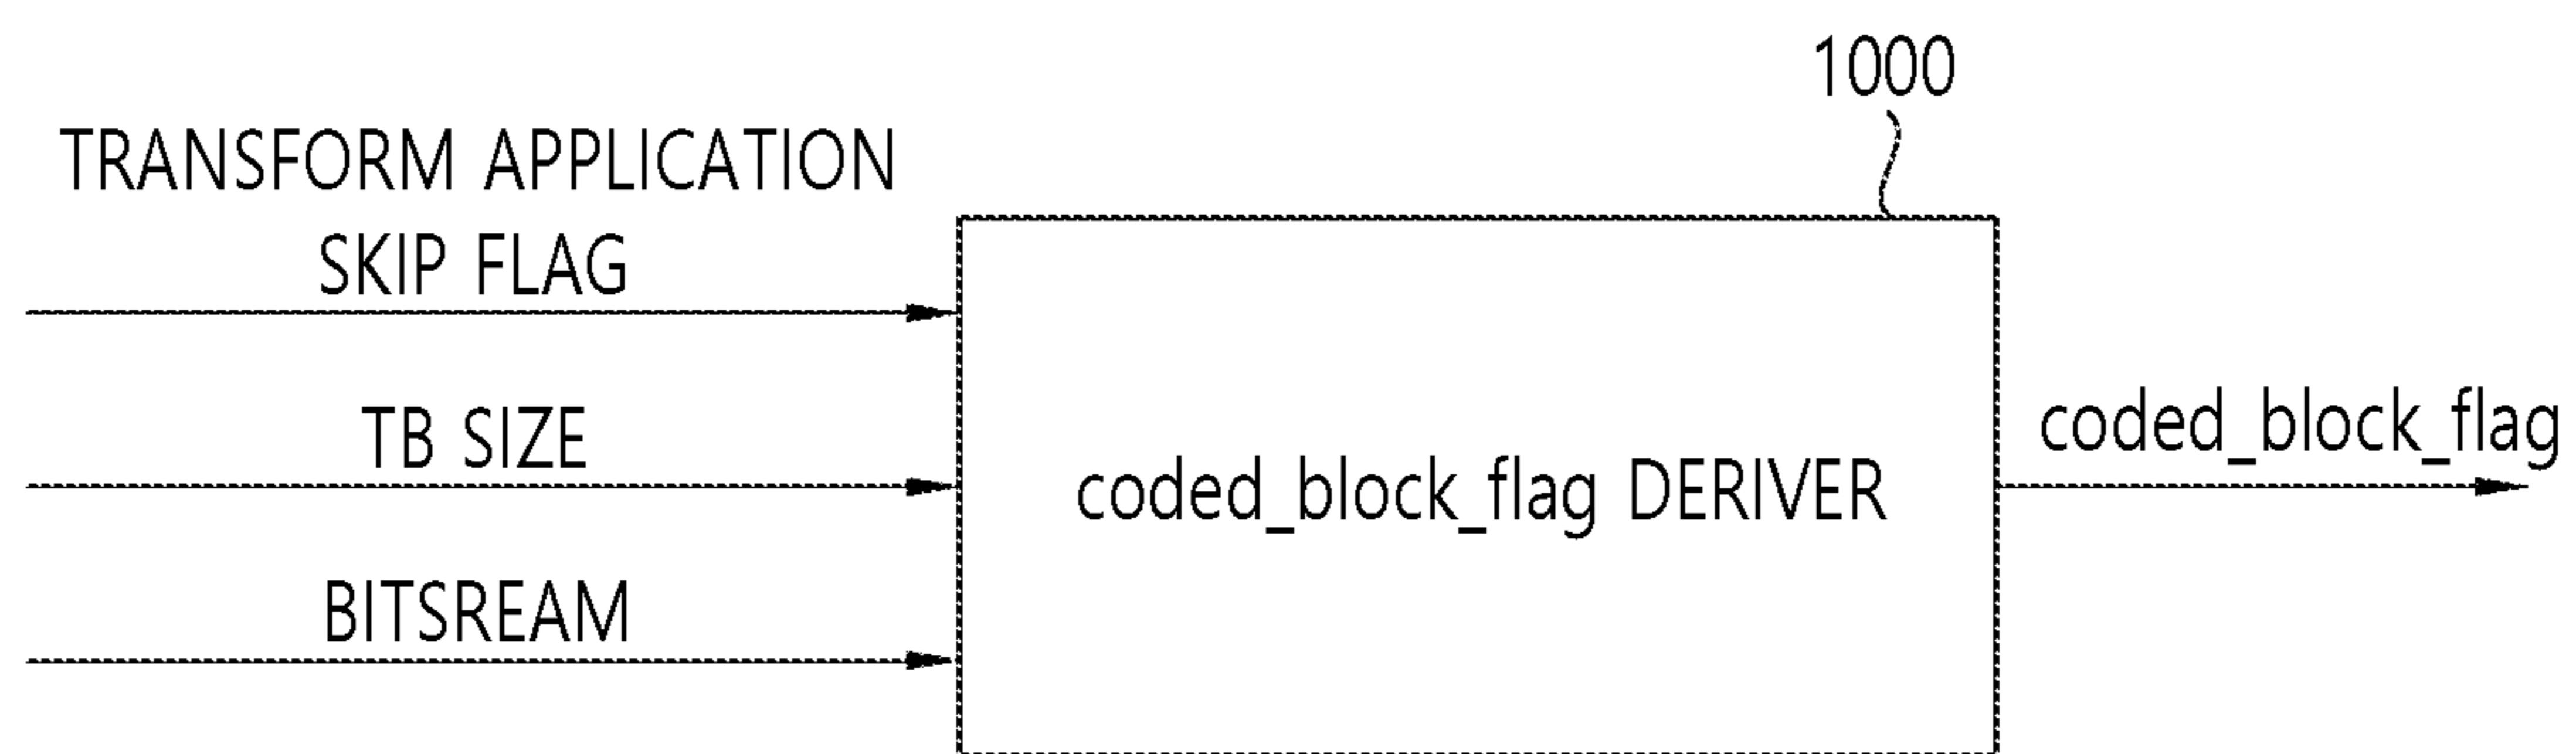 1000
TRANSFORM APPLICATION
SKIP FLAG
TB SIZE
coded_block_flag
coded_block_flag DERIVER
BITSREAM